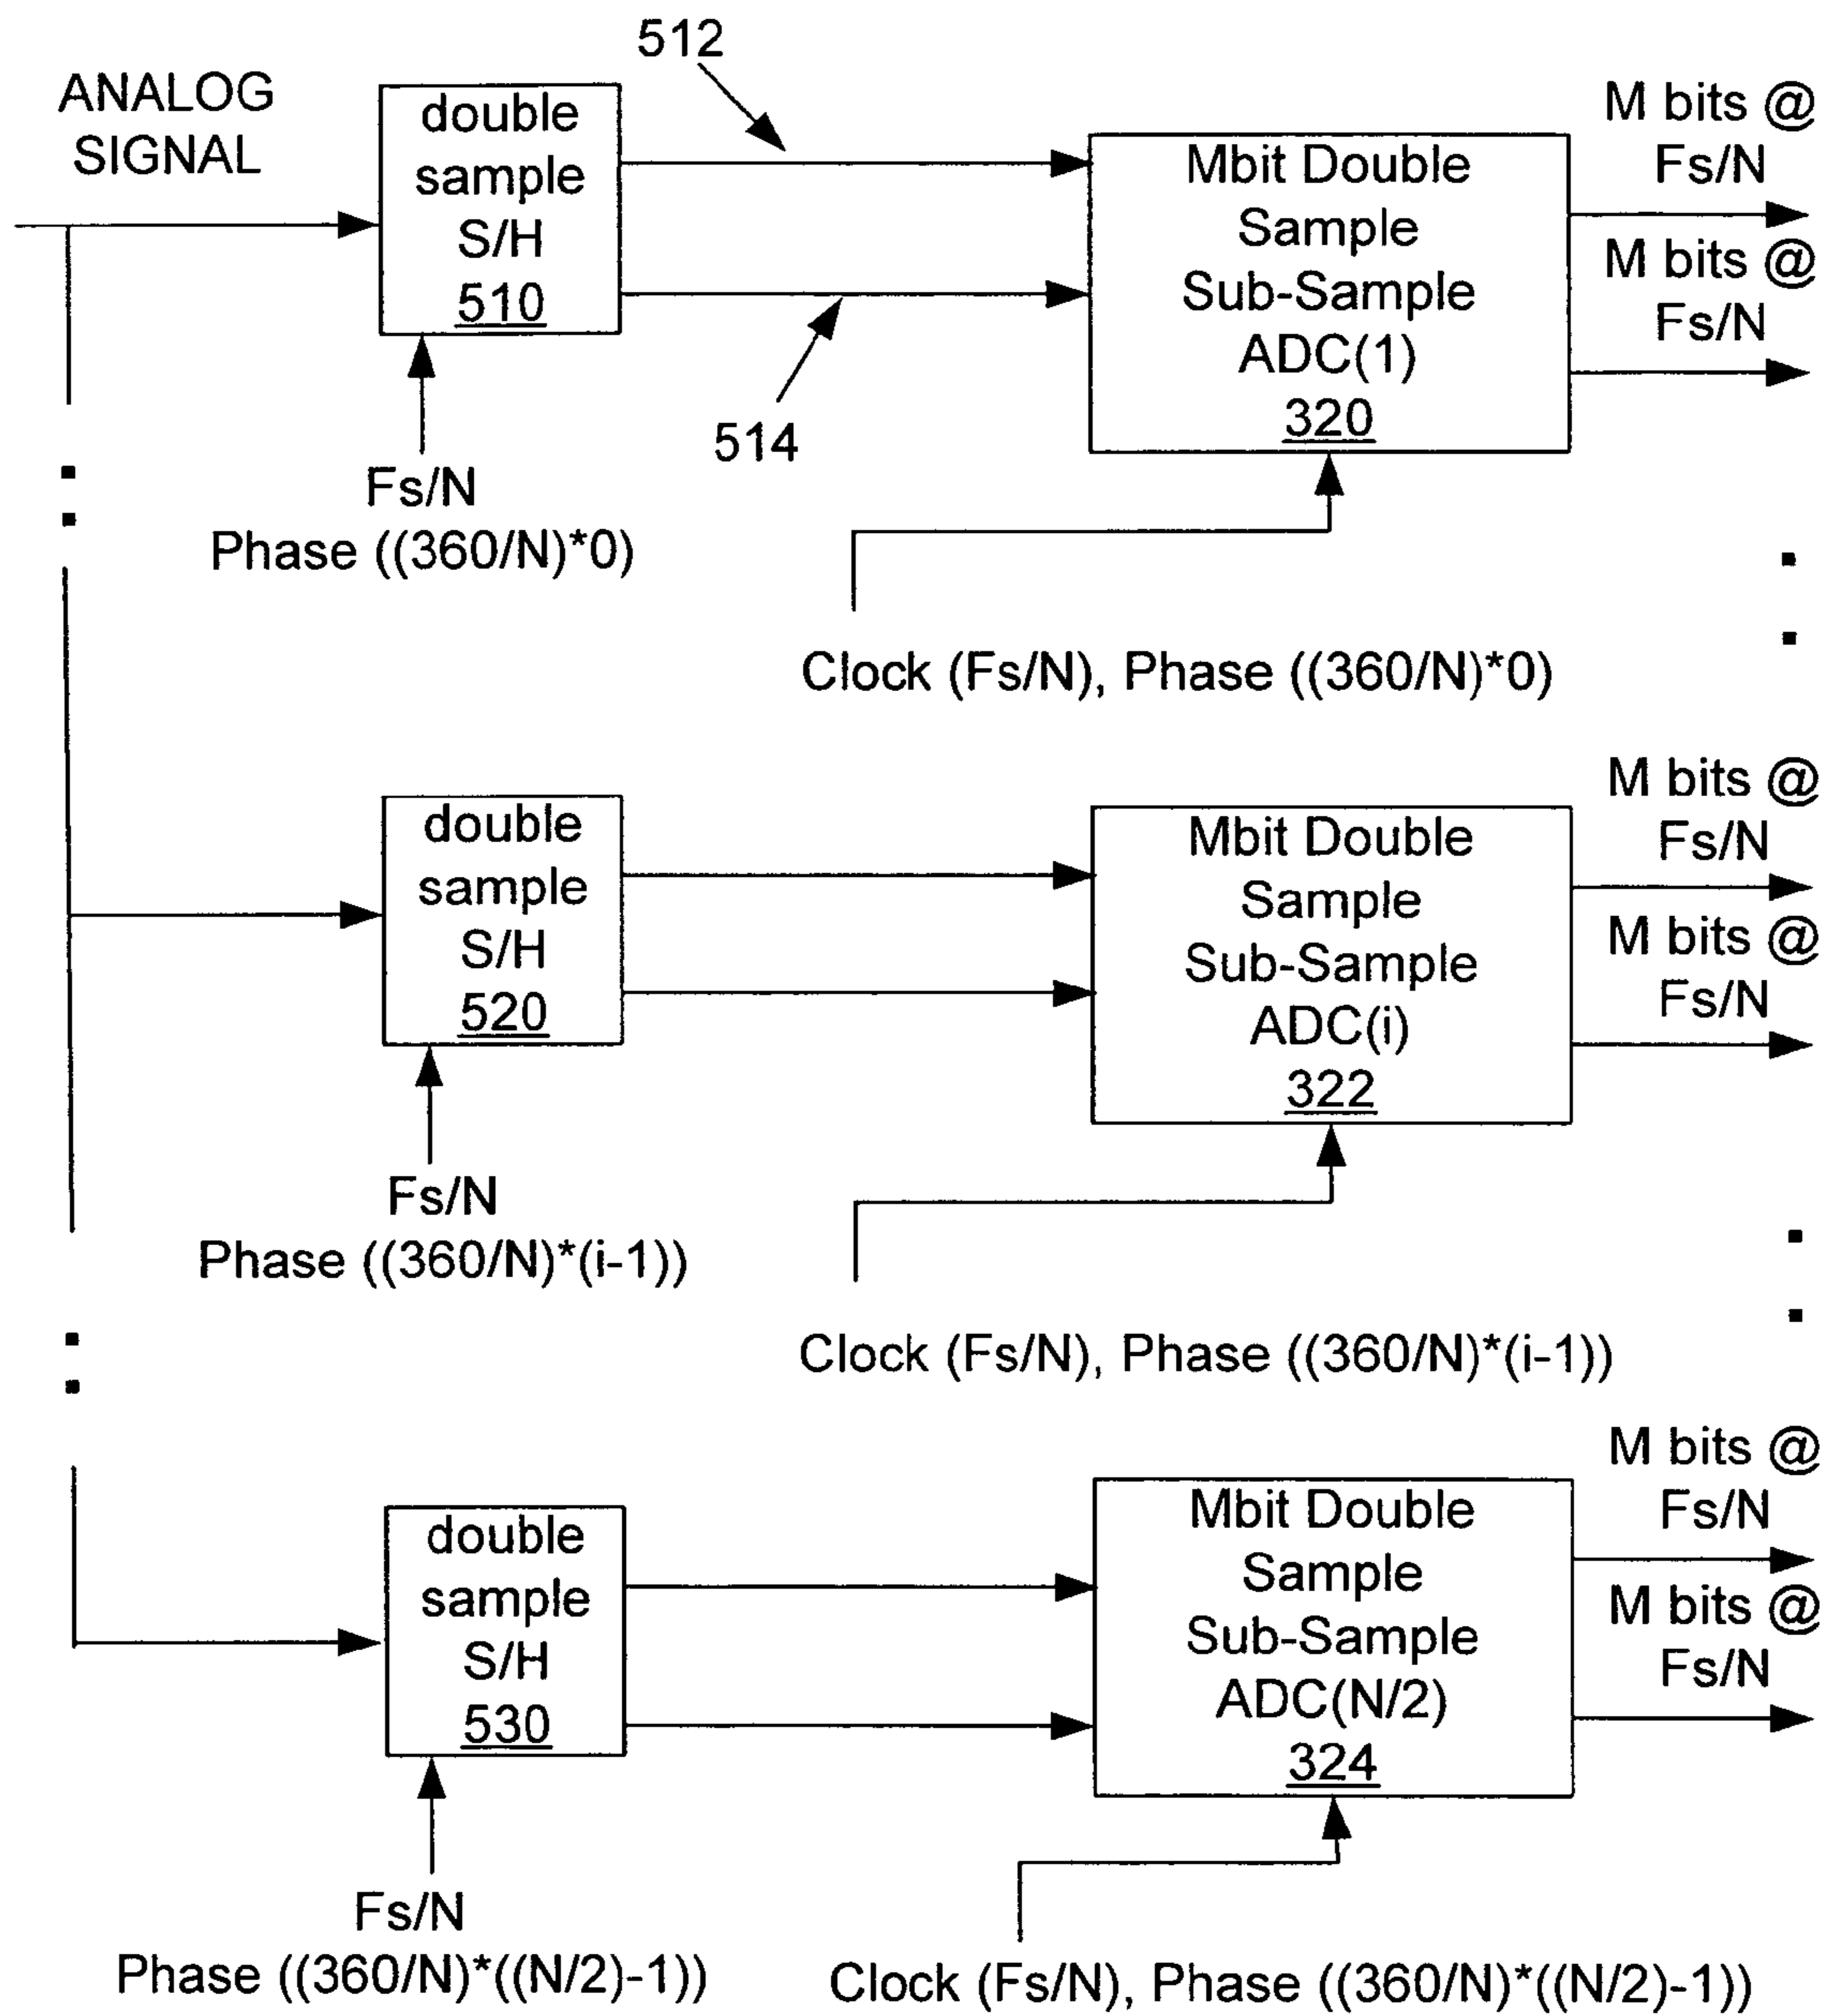 512
ANALOG
SIGNAL
double
sample
S/H
510
Mbit Double
Sample
Sub-Sample
ADC(1)
320
M bits @
Fs/N
M bits @
Fs/N
514
Fs/N
Phase ((360/N)*0)
Clock (Fs/N), Phase ((360/N)*0)
double
sample
S/H
520
Mbit Double
Sample
Sub-Sample
ADC(i)
322
M bits @
Fs/N
M bits @
Fs/N
Fs/N
Phase ((360/N)*(i-1))
Clock (Fs/N), Phase ((360/N)*(i-1))
double
sample
S/H
530
Mbit Double
Sample
Sub-Sample
ADC(N/2)
324
M bits @
Fs/N
M bits @
Fs/N
Fs/N
Phase ((360/N)*((N/2)-1))
Clock (Fs/N), Phase ((360/N)*((N/2)-1))